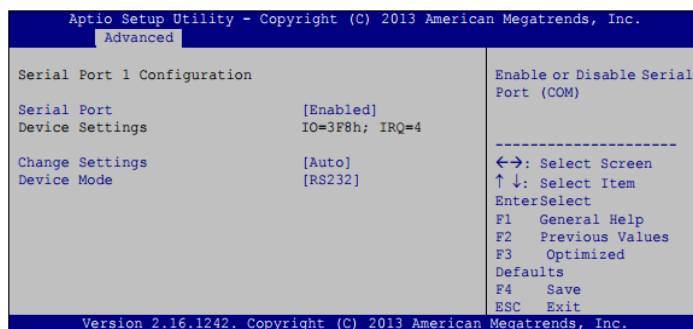 Aptio Setup Utility - Copyright (C) 2013 American Megatrends, Inc.
Advanced
Serial Port 1 Configuration
Serial Port [Enabled]
Device Settings IO=3F8h; IRQ=4
Change Settings [Auto]
Device Mode [RS232]
Enable or Disable Serial
Port (COM)
---------------------
←→: Select Screen
↑ ↓: Select Item
EnterSelect
F1 General Help
F2 Previous Values
F3 Optimized
Defaults
F4 Save
ESC Exit
Version 2.16.1242. Copyright (C) 2013 American Megatrends, Inc.